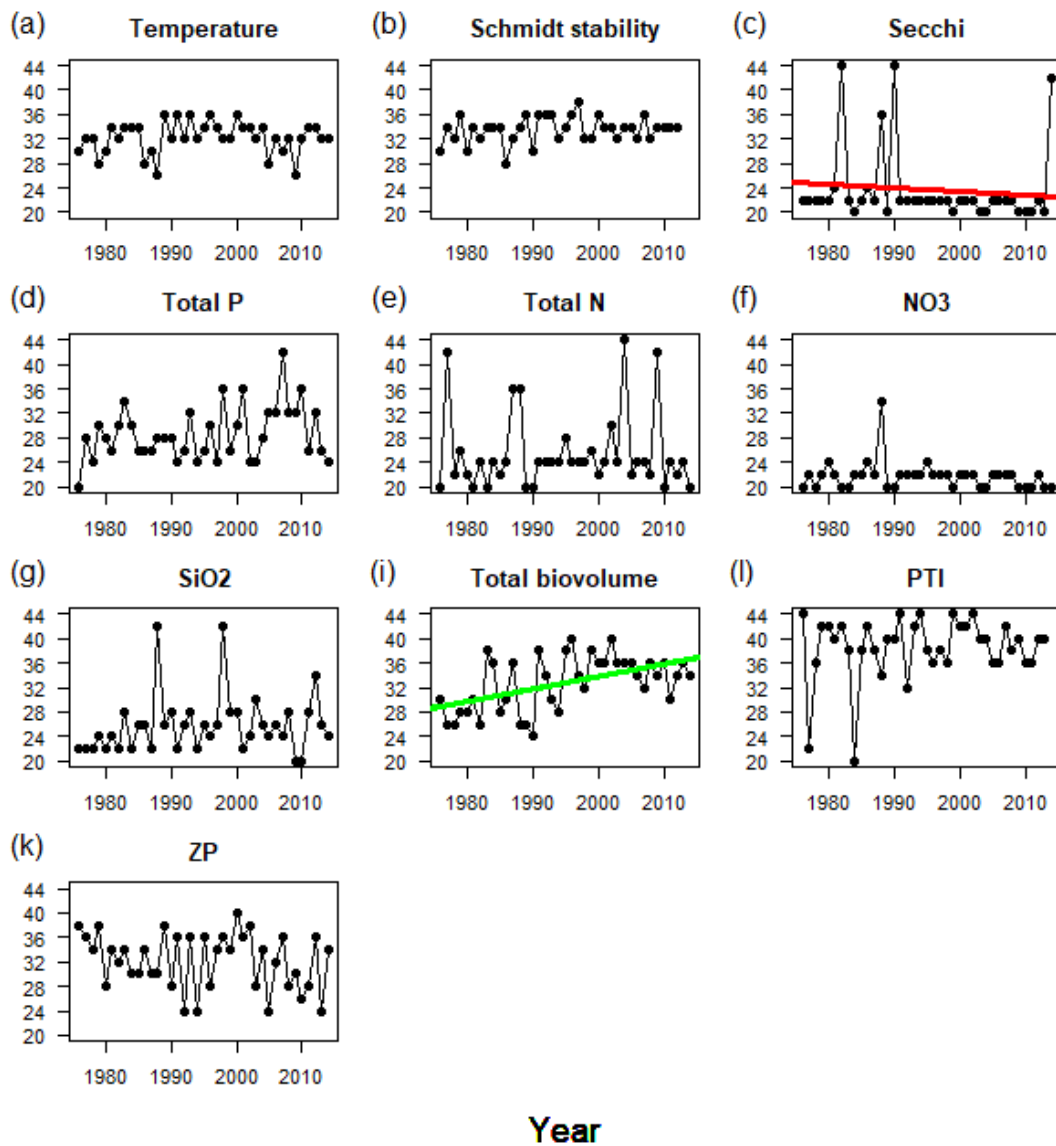 (a) Temperature (b) Schmidt stability (c) Secchi
44 40 36 32 28 24 20
44 40 36 32 28 24 20
44 40 36 32 28 24 20
1980 1990 2000 2010 1980 1990 2000 2010 1980 1990 2000 2010
(d) Total P (e) Total N (f) NO3
44 40 36 32 28 24 20
44 40 36 32 28 24 20
44 40 36 32 28 24 20
1980 1990 2000 2010 1980 1990 2000 2010 1980 1990 2000 2010
(g) SiO2 (i) Total biovolume (l) PTI
44 40 36 32 28 24 20
44 40 36 32 28 24 20
44 40 36 32 28 24 20
1980 1990 2000 2010 1980 1990 2000 2010 1980 1990 2000 2010
(k) ZP
44 40 36 32 28 24 20
1980 1990 2000 2010
Year